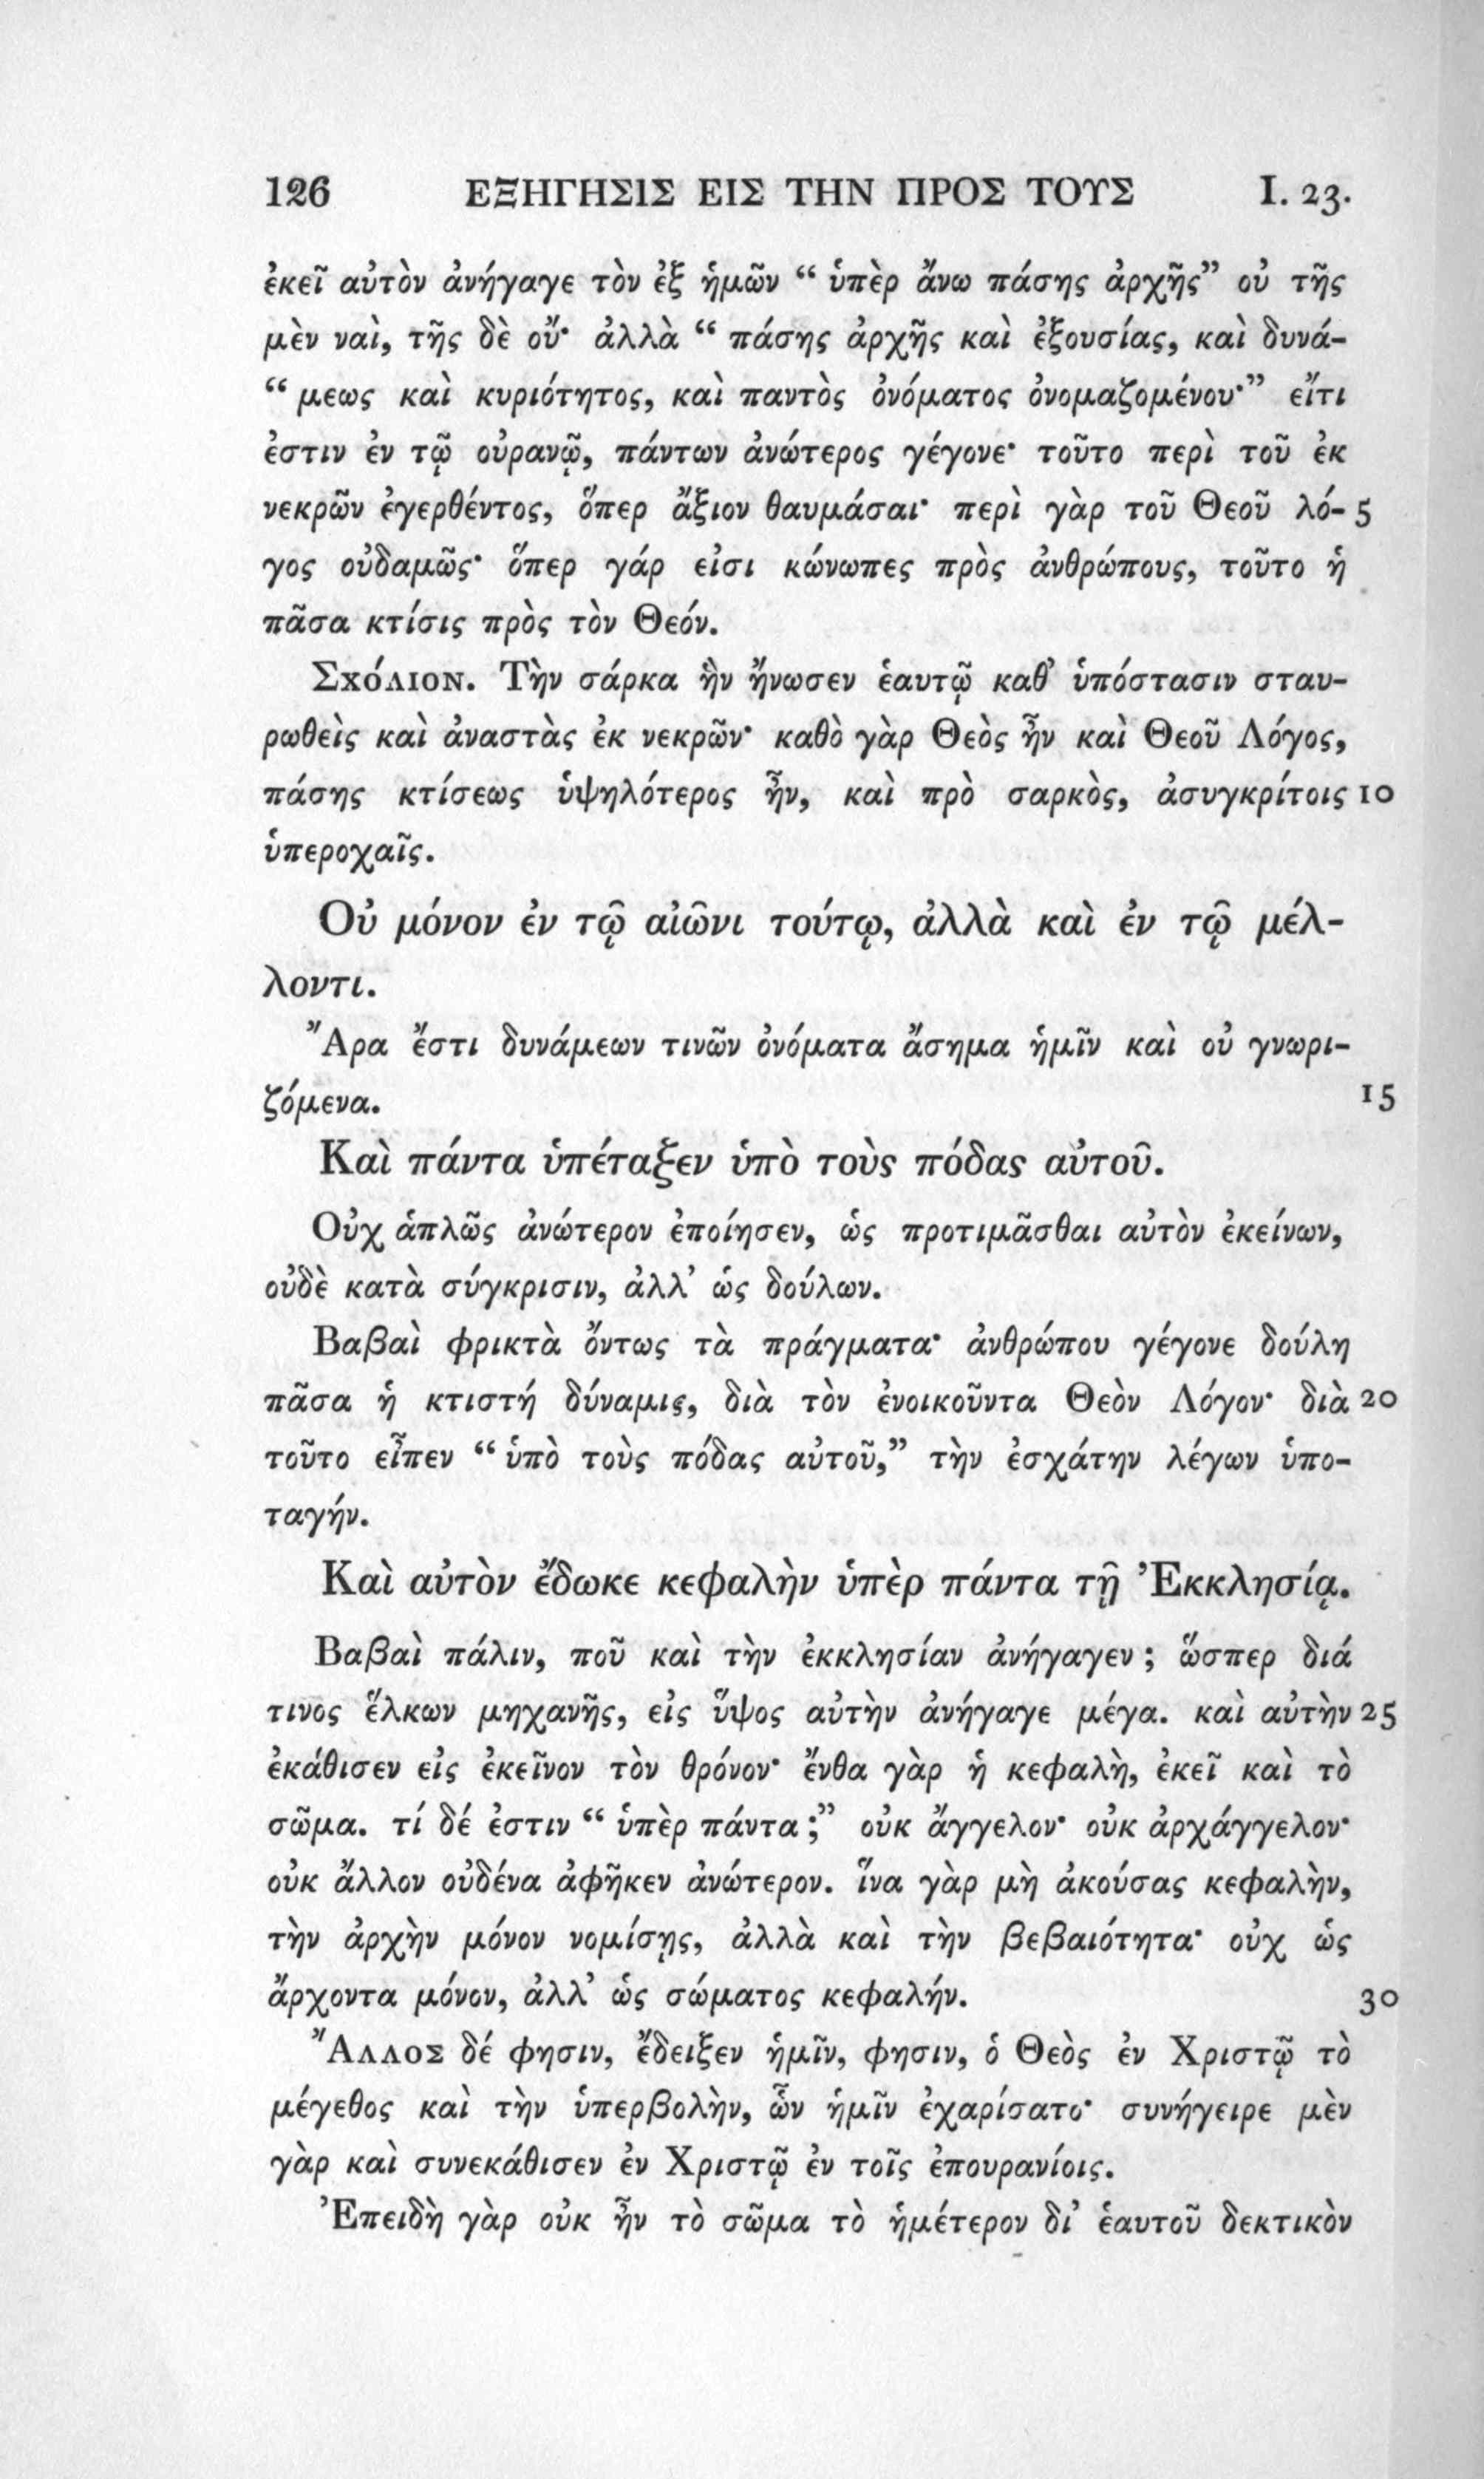 126 ΕΞΗΓΗΣΙΣ ΕΙΣ ΤΗΝ ΠΡΟΣ ΤΟΥΣ I. 23.
ἐκεῖ αὐτὸν ἀνήγαγε τὸν ἐξ ἡμῶν “ ὑπὲρ ἄνω πάσης ἀρχῆς” οὐ τῆς
μὲν ναὶ, τῆς δὲ οὔ· ἀλλὰ “ πάσης ἀρχῆς καὶ ἐξουσίας, καὶ δυνά-
“ μεως καὶ κυριότητος, καὶ παντὸς ὀνόματος ὀνομαζομένου·” εἴτι
ἐστιν ἐν τῷ οὐρανῷ, πάντων ἀνώτερος γέγονε· τοῦτο περὶ τοῦ ἐκ
νεκρῶν ἐγερθέντος, ὅπερ ἄξιον θαυμάσαι· περὶ γὰρ τοῦ Θεοῦ λό- 5
γος οὐδαμῶς· ὅπερ γάρ εἰσι κώνωπες πρὸς ἀνθρώπους, τοῦτο ἡ
πᾶσα κτίσις πρὸς τὸν Θεόν.
Σχόλιον. Τὴν σάρκα ἣν ἥνωσεν ἑαυτῷ καθ’ ὑπόστασιν σταυ-
ρωθεὶς καὶ ἀναστὰς ἐκ νεκρῶν· καθὸ γὰρ Θεὸς ἦν καὶ Θεοῦ Λόγος,
πάσης κτίσεως ὑψηλότερος ἦν, καὶ πρὸ σαρκὸς, ἀσυγκρίτοις 10
ὑπεροχαῖς.
Οὐ μόνον ἐν τῷ αἰῶνι τούτῳ, ἀλλὰ καὶ ἐν τῷ μέλ-
λοντι.
Ἄρα ἔστι δυνάμεων τινῶν ὀνόματα ἄσημα ἡμῖν καὶ οὐ γνωρι-
ζόμενα. 15
Καὶ πάντα ὑπέταξεν ὑπὸ τοὺς πόδας αὐτοῦ.
Οὐχ ἁπλῶς ἀνώτερον ἐποίησεν, ὡς προτιμᾶσθαι αὐτὸν ἐκείνων,
οὐδὲ κατὰ σύγκρισιν, ἀλλ’ ὡς δούλων.
Βαβαὶ φρικτὰ ὄντως τὰ πράγματα· ἀνθρώπου γέγονε δούλη
πᾶσα ἡ κτιστή δύναμις, διὰ τὸν ἐνοικοῦντα Θεὸν Λόγον· διὰ 20
τοῦτο εἶπεν “ ὑπὸ τοὺς πόδας αὐτοῦ,” τὴν ἐσχάτην λέγων ὑπο-
ταγήν.
Καὶ αὐτὸν ἔδωκε κεφαλὴν ὑπὲρ πάντα τῇ Ἐκκλησίᾳ.
Βαβαὶ πάλιν, ποῦ καὶ τὴν ἐκκλησίαν ἀνήγαγεν ; ὥσπερ διά
τινος ἕλκων μηχανῆς, εἰς ὕψος αὐτὴν ἀνήγαγε μέγα. καὶ αὐτὴν 25
ἐκάθισεν εἰς ἐκεῖνον τὸν θρόνον· ἔνθα γὰρ ἡ κεφαλὴ, ἐκεῖ καὶ τὸ
σῶμα. τί δέ ἐστιν “ ὑπὲρ πάντα ;” οὐκ ἄγγελον· οὐκ ἀρχάγγελον·
οὐκ ἄλλον οὐδένα ἀφῆκεν ἀνώτερον. ἵνα γὰρ μὴ ἀκούσας κεφαλὴν,
τὴν ἀρχὴν μόνον νομίσῃς, ἀλλὰ καὶ τὴν βεβαιότητα· οὐχ ὡς
ἄρχοντα μόνον, ἀλλ’ ὡς σώματος κεφαλήν. 30
Ἄλλος δέ φησιν, ἔδειξεν ἡμῖν, φησιν, ὁ Θεὸς ἐν Χριστῷ τὸ
μέγεθος καὶ τὴν ὑπερβολὴν, ὧν ἡμῖν ἐχαρίσατο· συνήγειρε μὲν
γὰρ καὶ συνεκάθισεν ἐν Χριστῷ ἐν τοῖς ἐπουρανίοις.
Ἐπειδὴ γὰρ οὐκ ἦν τὸ σῶμα τὸ ἡμέτερον δι’ ἑαυτοῦ δεκτικὸν